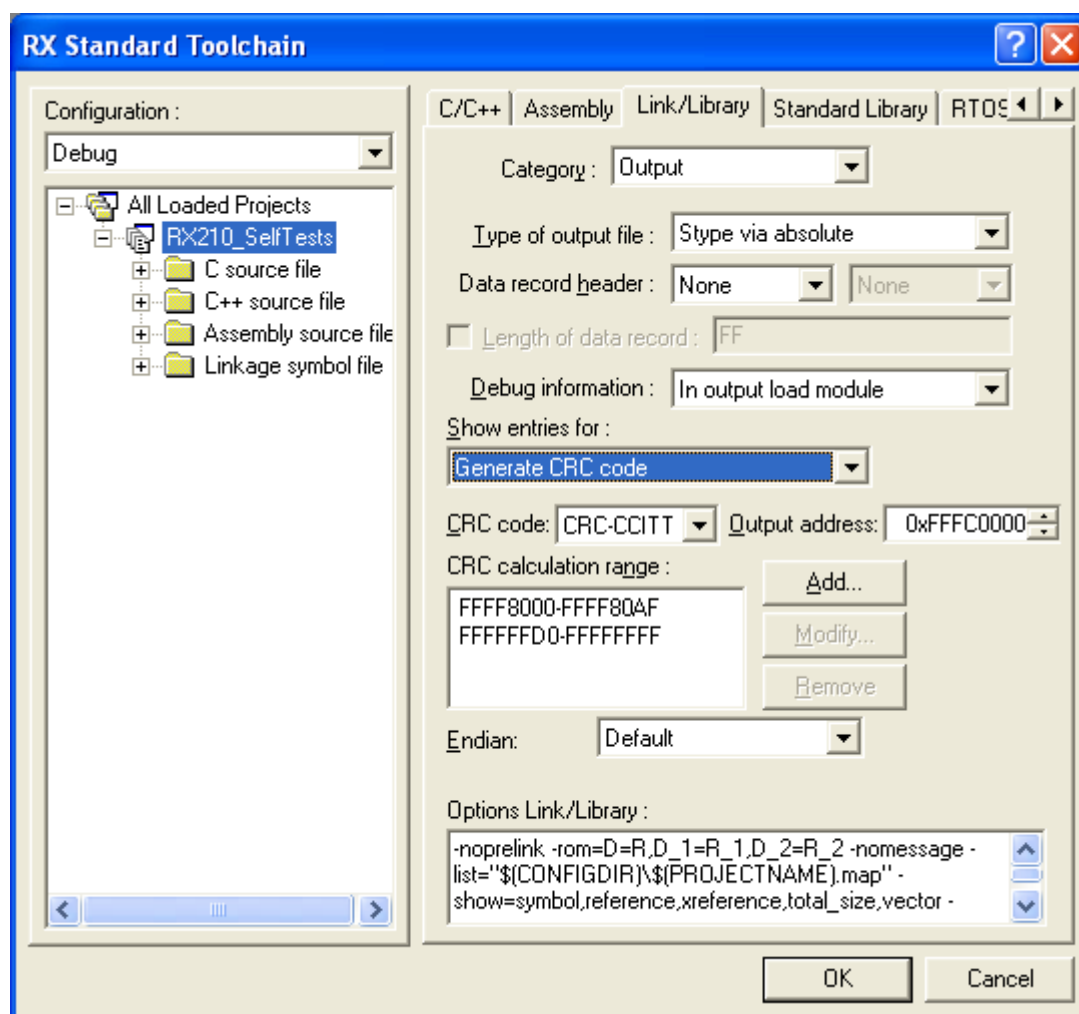 RX Standard Toolchain
Configuration :
Debug
All Loaded Projects
RX210_SelfTests
C source file
C++ source file
Assembly source file
Linkage symbol file
C/C++ Assembly Link/Library Standard Library RTOS
Category : Output
Type of output file : Stype via absolute
Data record header : None None
Length of data record : FF
Debug information : In output load module
Show entries for :
Generate CRC code
CRC code: CRC-CCITT Output address: 0xFFFC0000
CRC calculation range :
FFFF8000-FFFF80AF
FFFFFFD0-FFFFFFFF
Add...
Modify...
Remove
Endian: Default
Options Link/Library :
-noprelink -rom=D=R,D_1=R_1,D_2=R_2 -nomessage -
list="$(CONFIGDIR)\$(PROJECTNAME).map" -
show=symbol,reference,xreference,total_size,vector -
OK Cancel